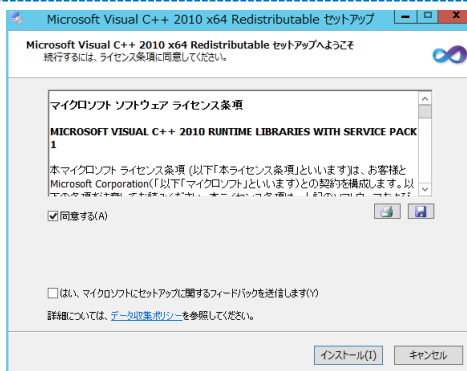 Microsoft Visual C++ 2010 x64 Redistributable セットアップ
Microsoft Visual C++ 2010 x64 Redistributable セットアップへようこそ
続行するには、ライセンス条項に同意してください。
マイクロソフト ソフトウェア ライセンス条項
MICROSOFT VISUAL C++ 2010 RUNTIME LIBRARIES WITH SERVICE PACK
1
本マイクロソフト ライセンス条項 (以下「本ライセンス条項」といいます)は、お客様と
Microsoft Corporation(「以下「マイクロソフト」といいます)との契約を構成します。以
同意する(A)
はい、マイクロソフトにセットアップに関するフィードバックを送信します(Y)
詳細については、データ収集ポリシーを参照してください。
インストール(I)
キャンセル